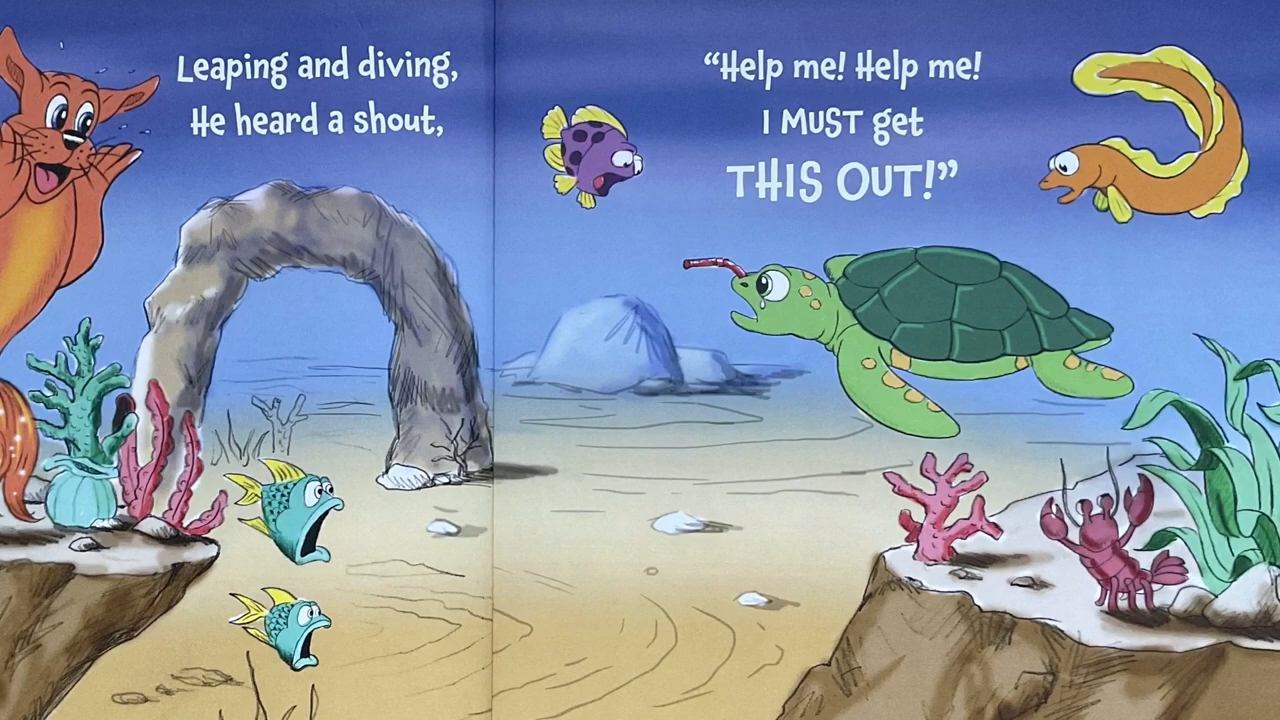 Leaping and diving,
He heard a shout,
“Help me! Help me!
I MUST get
THIS OUT!”